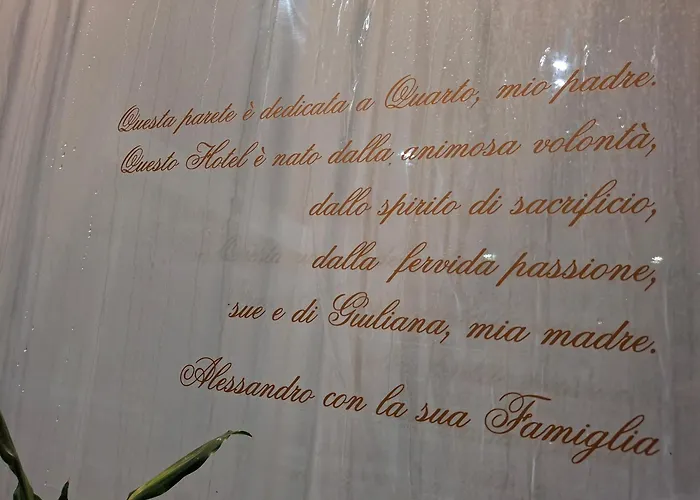 Questa parete è dedicata a Quarto, mio padre.
Questo Hotel è nato dalla animosa volontà,
dallo spirito di sacrificio,
dalla fervida passione,
sue e di Giuliana, mia madre.
Alessandro con la sua Famiglia